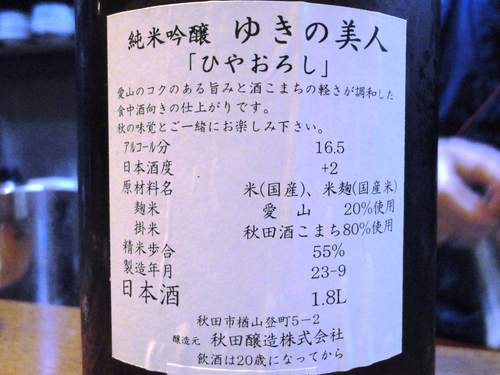 純米吟醸 ゆきの美人
「ひやおろし」
愛山のコクのある旨みと酒こまちの軽さが調和した
食中酒向きの仕上がりです。
秋の味覚とご一緒にお楽しみ下さい。
アルコール分 16.5
日本酒度 +2
原材料名 米(国産)、米麹(国産米)
麹米 愛山 20%使用
掛米 秋田酒こまち80%使用
精米歩合 55%
製造年月 23-9
日本酒 1.8L
秋田市楢山登町5-2
醸造元 秋田醸造株式会社
飲酒は20歳になってから